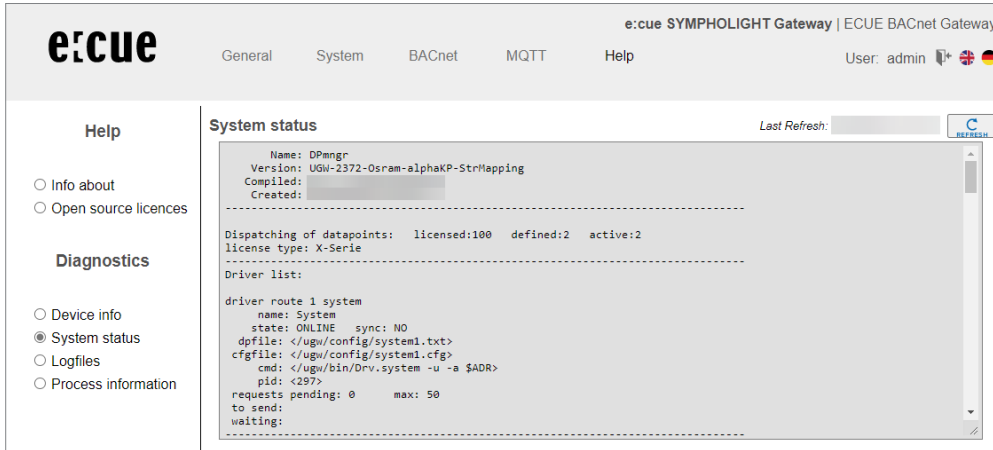 e:cue SYMPHOLIGHT Gateway | ECUE BACnet Gateway
e:cue
General System BACnet MQTT Help
User: admin
Help
Info about
Open source licences
Diagnostics
Device info
System status
Logfiles
Process information
System status
Last Refresh:
REFRESH
Name: DPmngr
Version: UGW-2372-Osram-alphaKP-StrMapping
Compiled:
Created:
--------------------------------------------------------------------------------
Dispatching of datapoints: licensed:100 defined:2 active:2
license type: X-Serie
--------------------------------------------------------------------------------
Driver list:
driver route 1 system
name: System
state: ONLINE sync: NO
dpfile: </ugw/config/system1.txt>
cfgfile: </ugw/config/system1.cfg>
cmd: </ugw/bin/Drv.system -u -a $ADR>
pid: <297>
requests pending: 0 max: 50
to send:
waiting:
--------------------------------------------------------------------------------